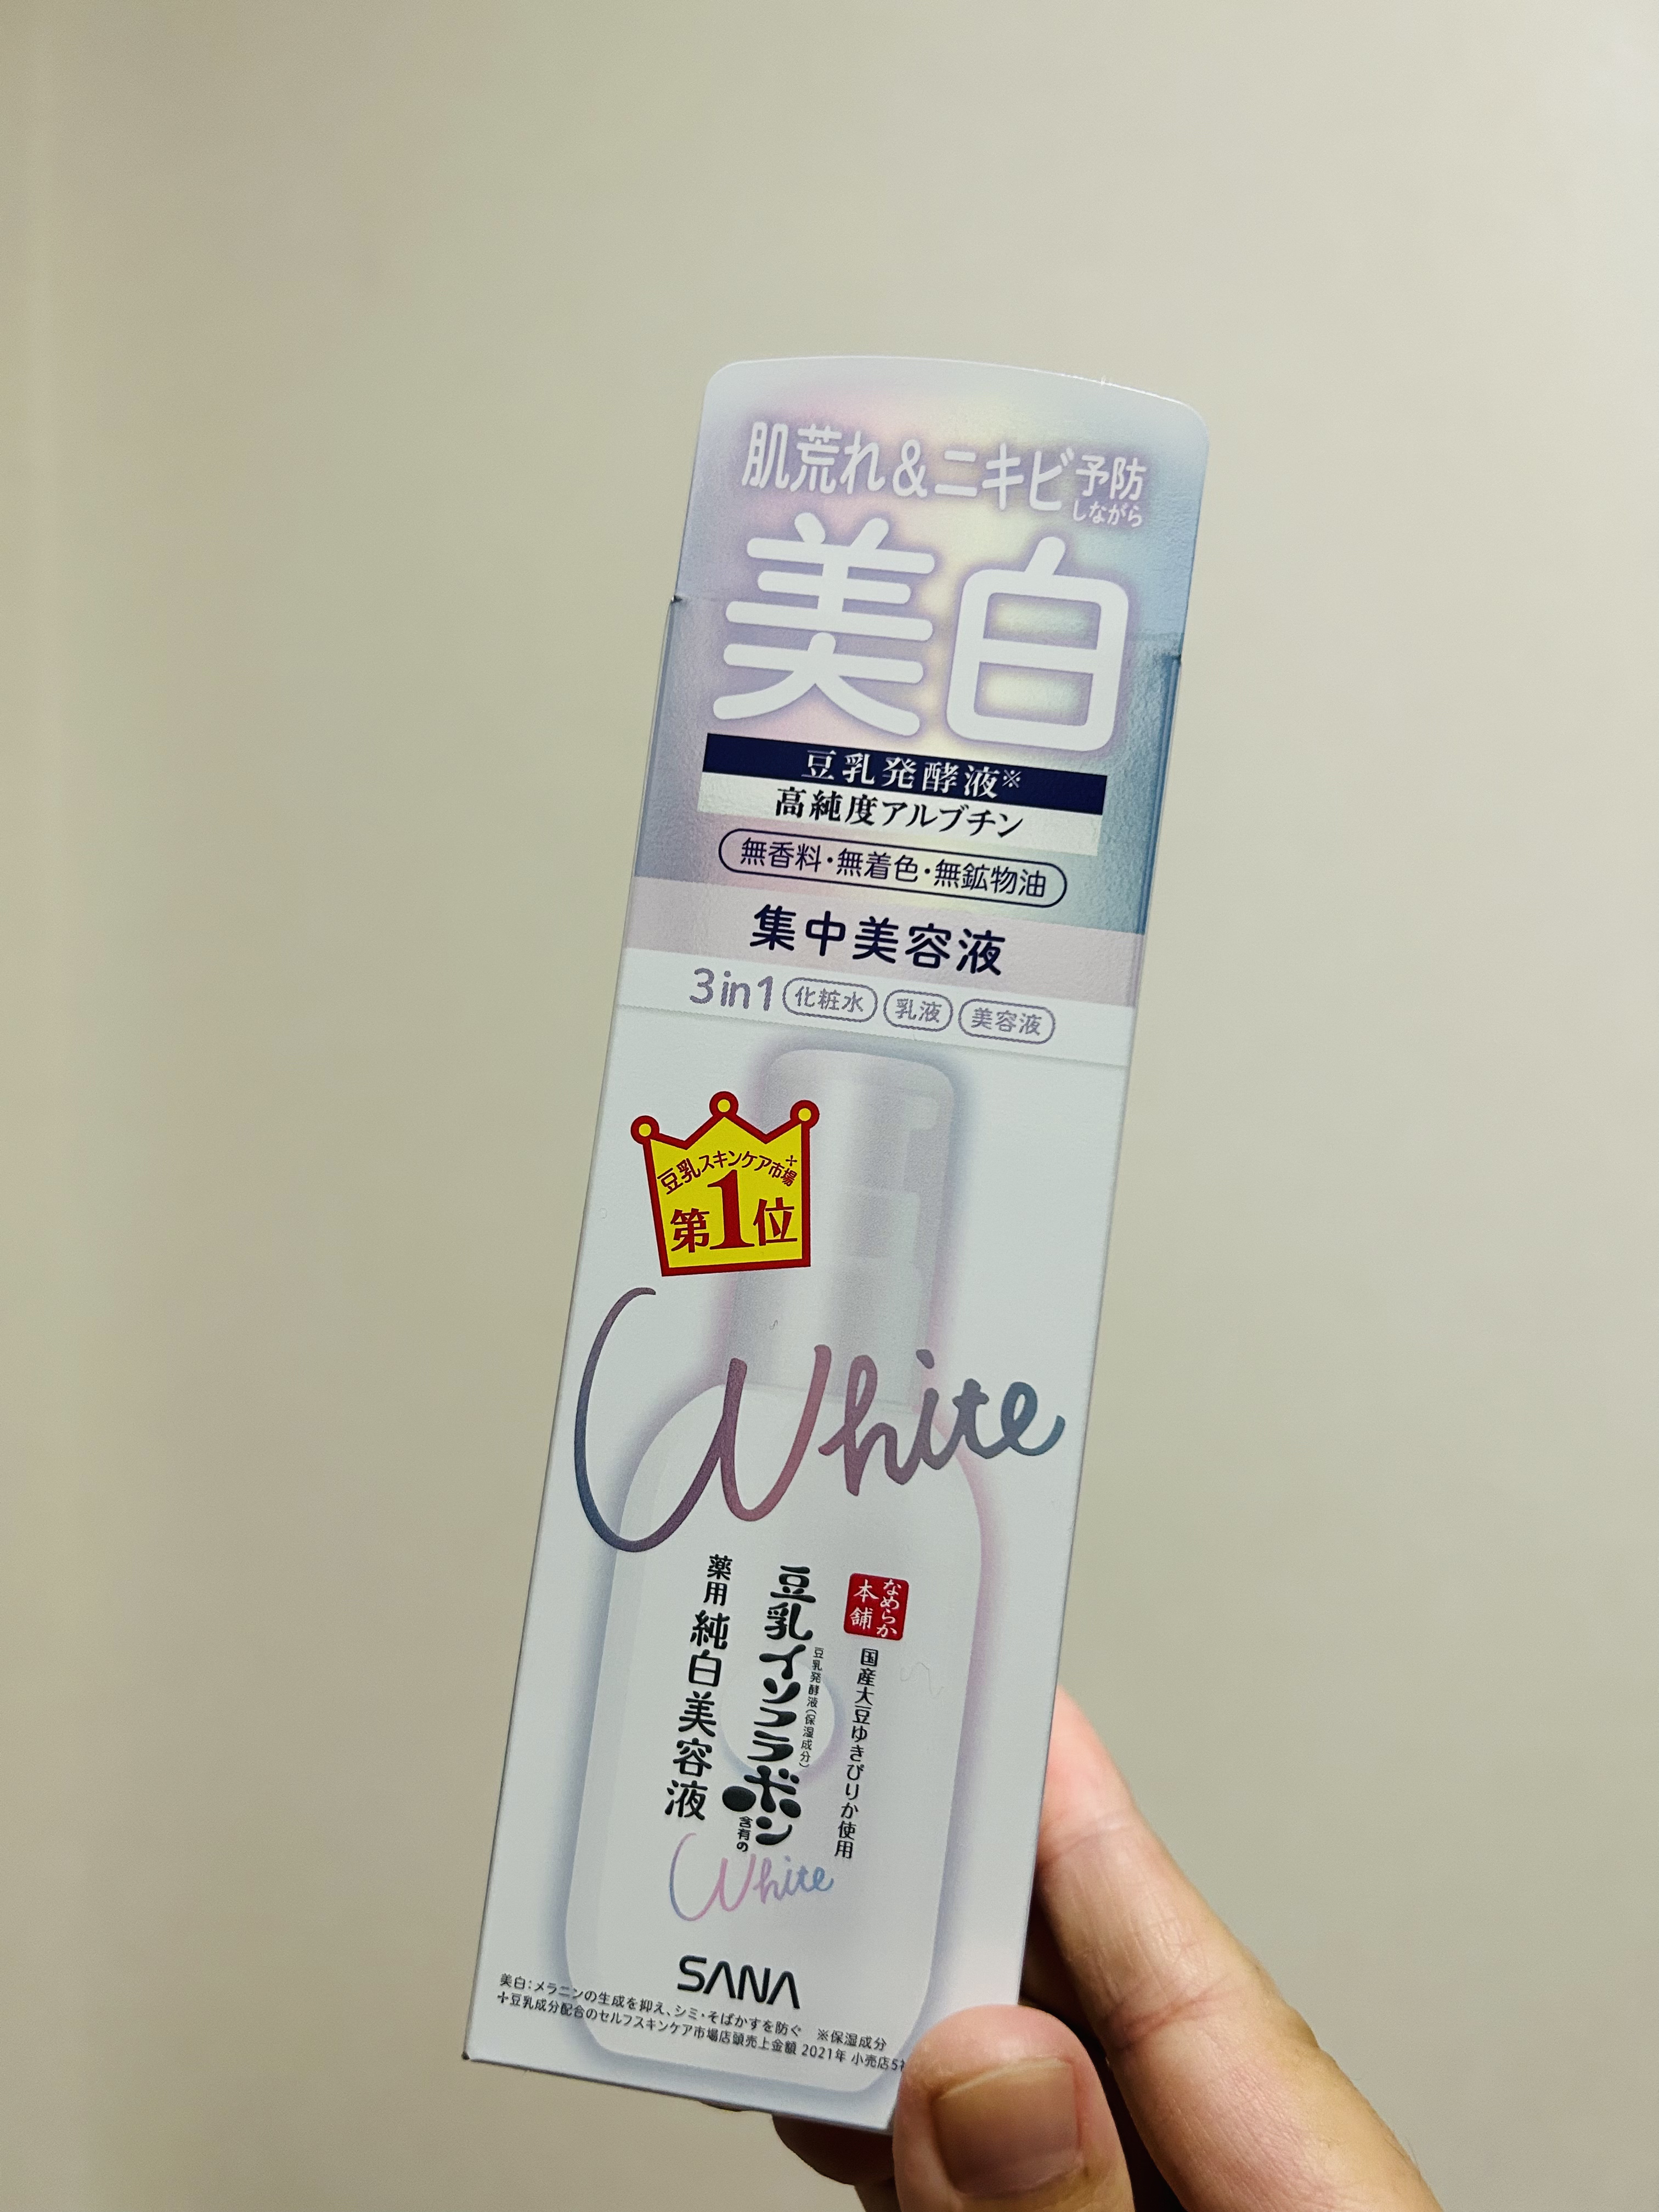 肌荒れ&ニキビ予防しながら
美白
豆乳発酵液※
高純度アルブチン
無香料・無着色・無鉱物油
集中美容液
3in1 化粧水 乳液 美容液
豆乳スキンケア市場✢
第1位
White
なめらか本舗
国産大豆ゆきぴりか使用
豆乳発酵液(保湿成分)
豆乳イソフラボン含有の
薬用純白美容液
White
SANA
美白:メラニンの生成を抑え、シミ・そばかすを防ぐ ※保湿成分
✢豆乳成分配合のセルフスキンケア市場店頭売上金額 2021年 小売店5